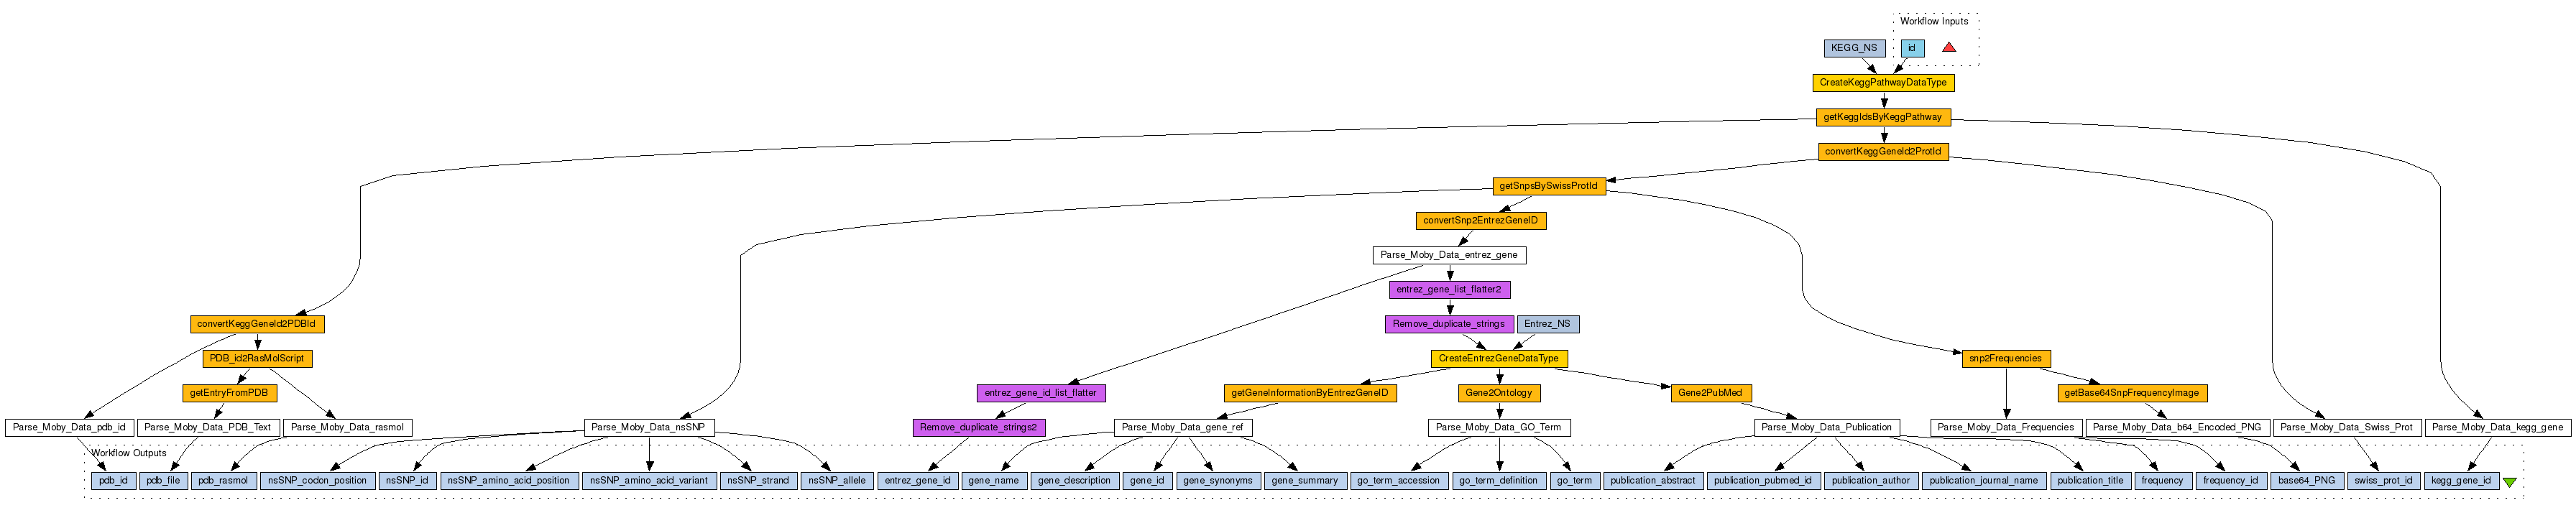 Workflow Inputs
KEGG_NS
id
CreateKeggPathwayDataType
getKeggIdsByKeggPathway
convertKeggGeneId2ProtId
getSnpsBySwissProtId
convertSnp2EntrezGeneID
Parse_Moby_Data_entrez_gene
entrez_gene_list_flatter2
convertKeggGeneId2PDBId
Remove_duplicate_strings
Entrez_NS
PDB_id2RasMolScript
CreateEntrezGeneDataType
snp2Frequencies
getEntryFromPDB
entrez_gene_id_list_flatter
getGeneInformationByEntrezGeneID
Gene2Ontology
Gene2PubMed
getBase64SnpFrequencyImage
Parse_Moby_Data_pdb_id
Parse_Moby_Data_PDB_Text
Parse_Moby_Data_rasmol
Parse_Moby_Data_nsSNP
Remove_duplicate_strings2
Parse_Moby_Data_gene_ref
Parse_Moby_Data_GO_Term
Parse_Moby_Data_Publication
Parse_Moby_Data_Frequencies
Parse_Moby_Data_b64_Encoded_PNG
Parse_Moby_Data_Swiss_Prot
Parse_Moby_Data_kegg_gene
Workflow Outputs
pdb_id
pdb_file
pdb_rasmol
nsSNP_codon_position
nsSNP_id
nsSNP_amino_acid_position
nsSNP_amino_acid_variant
nsSNP_strand
nsSNP_allele
entrez_gene_id
gene_name
gene_description
gene_id
gene_synonyms
gene_summary
go_term_accession
go_term_definition
go_term
publication_abstract
publication_pubmed_id
publication_author
publication_journal_name
publication_title
frequency
frequency_id
base64_PNG
swiss_prot_id
kegg_gene_id